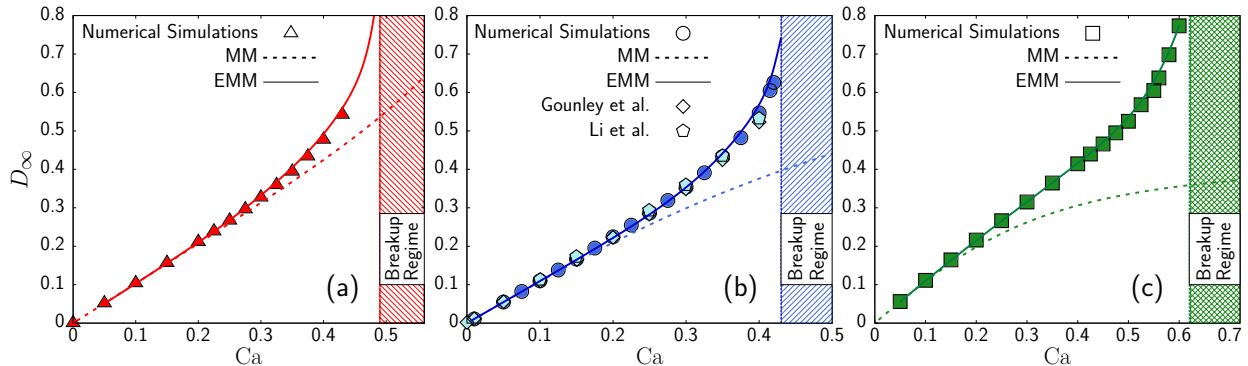 0.8
0.7
0.6
0.5
0.4
0.3
0.2
0.1
0
D∞
Numerical Simulations
MM
EMM
(a)
Breakup
Regime
0 0.1 0.2 0.3 0.4 0.5
Ca
0.8
0.7
0.6
0.5
0.4
0.3
0.2
0.1
0
Numerical Simulations
MM
EMM
Gounley et al.
Li et al.
(b)
Breakup
Regime
0 0.1 0.2 0.3 0.4 0.5
Ca
0.8
0.7
0.6
0.5
0.4
0.3
0.2
0.1
0
Numerical Simulations
MM
EMM
(c)
Breakup
Regime
0 0.1 0.2 0.3 0.4 0.5 0.6 0.7
Ca